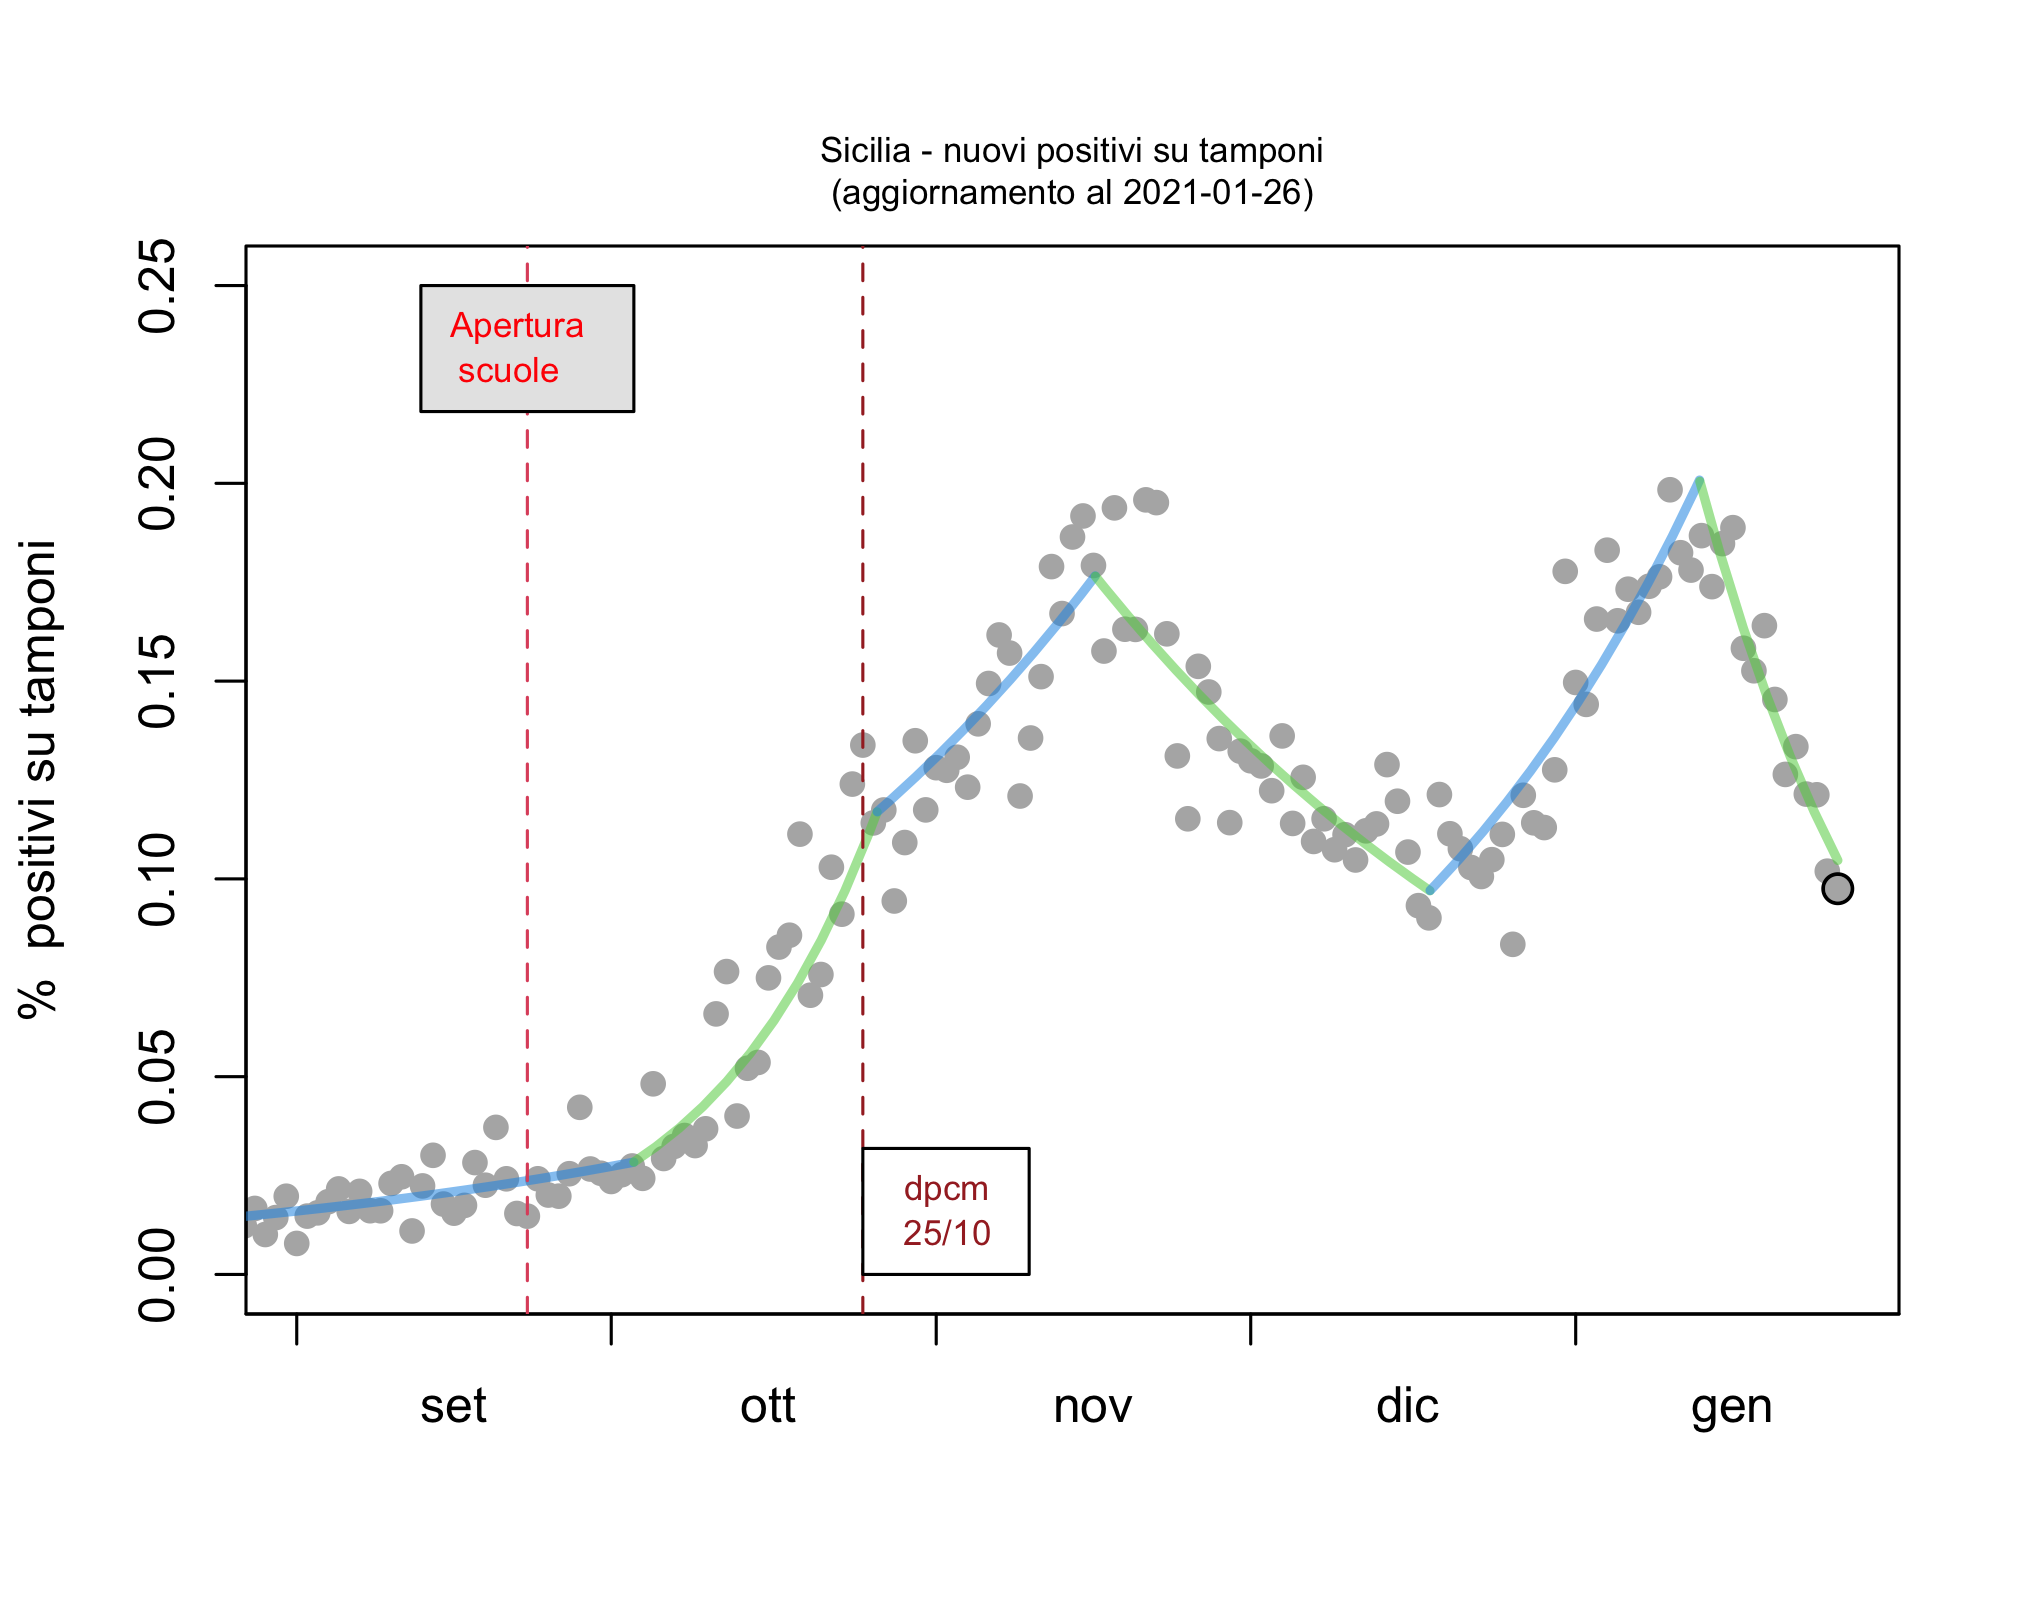 Sicilia - nuovi positivi su tamponi
(aggiornamento al 2021-01-26)
% positivi su tamponi
0.25
0.20
0.15
0.10
0.05
0.00
Apertura
scuole
dpcm
25/10
set ott nov dic gen